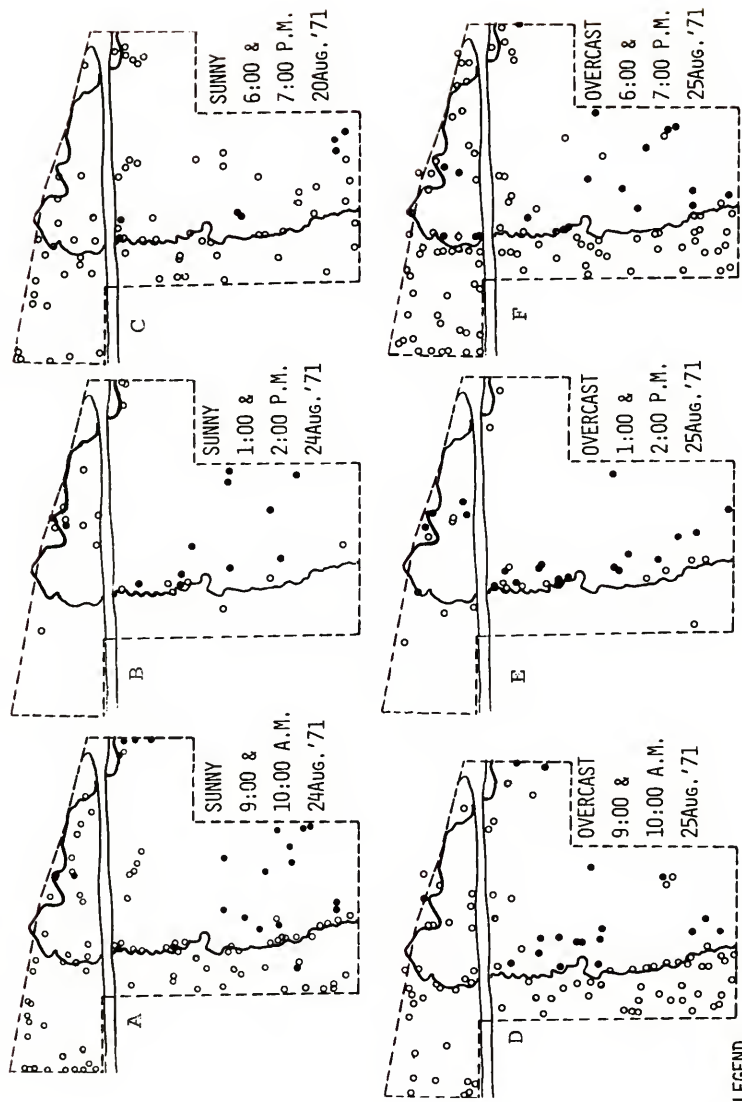 A
SUNNY
9:00 &
10:00 A.M.
24Aug.'71
B
SUNNY
1:00 &
2:00 P.M.
24Aug.'71
C
SUNNY
6:00 &
7:00 P.M.
20Aug.'71
D
OVERCAST
9:00 &
10:00 A.M.
25Aug.'71
E
OVERCAST
1:00 &
2:00 P.M.
25Aug.'71
F
OVERCAST
6:00 &
7:00 P.M.
25Aug.'71
LEGEND